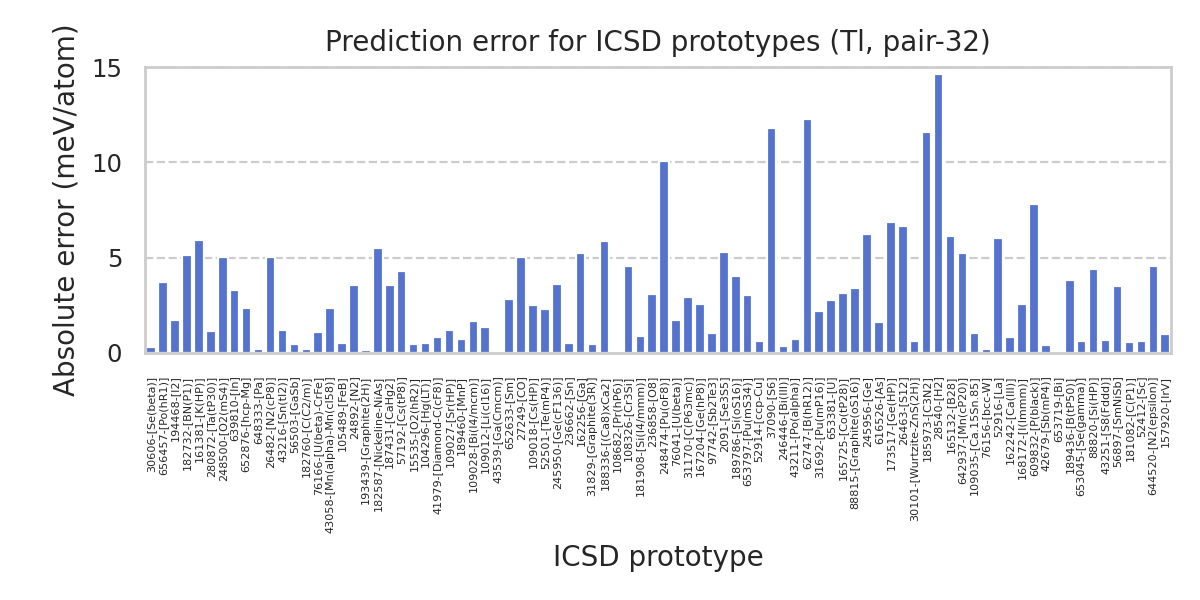 Prediction error for ICSD prototypes (Tl, pair-32)
Absolute error (meV/atom)
15
10
5
0
30606-[Se(beta)]
656457-[Po(hR1)]
194468-[I2]
182732-[BN(P1)]
161381-[K(HP)]
280872-[P(tP30)]
248500-[O2(mS4)]
639810-[In]
652876-[hcp-Mg]
648333-[Pa]
26482-[N2(cP8)]
43216-[Sn(tI2)]
56503-[GaSb]
182760-[C(C2/m)]
76166-[U(beta)-CrFe]
43058-[Mn(alpha)-Mn(cI58)]
105489-[FeB]
24892-[N2]
193439-[Graphite(2H)]
182587-[Nickeline-NiAs]
187431-[CaHg2]
57192-[Cs(tP8)]
15535-[O2(hR2)]
104296-[Hg(LT)]
41979-[Diamond-C(cF8)]
109027-[Sr(HP)]
189460-[MnP]
109028-[Bi(I4/mcm)]
109012-[Li(cI16)]
43539-[Ga(Cmcm)]
652633-[Sm]
27249-[CO]
109018-[Cs(HP)]
52501-[Te(mP4)]
245950-[Ge(cF136)]
236662-[Sn]
162256-[Ga]
31829-[Graphite(3R)]
188336-[(Ca8)xCa2]
108682-[Pr(hP6)]
108326-[Cr3Si]
181908-[Si(I4/mmm)]
236858-[O8]
248474-[Pu(oF8)]
76041-[U(beta)]
31170-[C(P63mc)]
167204-[Ge(hP8)]
97742-[Sb2Te3]
2091-[Se3S5]
189786-[Si(oS16)]
653797-[Pu(mS34)]
52914-[ccp-Cu]
37090-[S6]
246446-[Bi(III)]
43211-[Po(alpha)]
62747-[B(hR12)]
31692-[Pu(mP16)]
653381-[U]
165725-[Co(tP28)]
88815-[Graphite(oS16)]
245956-[Ge]
616526-[As]
173517-[Ge(HP)]
26463-[S12]
30101-[Wurtzite-ZnS(2H)]
185973-[C3N2]
28540-[H2]
165132-[B28]
642937-[Mn(cP20)]
109035-[Ca.15Sn.85]
76156-[bcc-W]
52916-[La]
162242-[Ca(III)]
168172-[I(Immm)]
609832-[P(black)]
42679-[Sb(mP4)]
653719-[Bi]
189436-[B(tP50)]
653045-[Se(gamma)]
88820-[Si(HP)]
43251-[S8(Fddd)]
56897-[SmNiSb]
181082-[C(P1)]
52412-[Sc]
644520-[N2(epsilon)]
157920-[IrV]
ICSD prototype